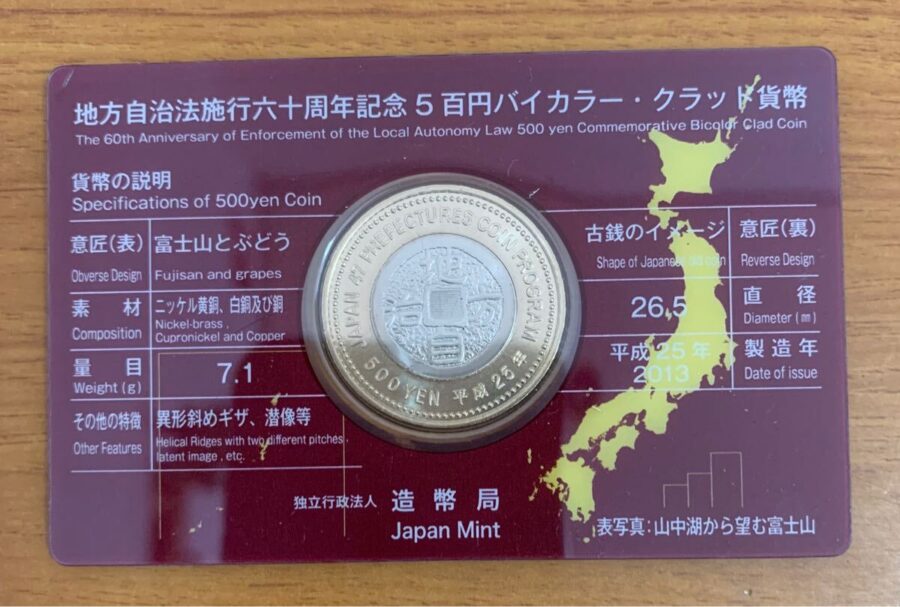 地方自治法施行六十周年記念5百円バイカラー・クラッド貨幣
The 60th Anniversary of Enforcement of the Local Autonomy Law 500 yen Commemorative Bicolor Clad Coin
貨幣の説明
Specifications of 500yen Coin
意匠(表) 富士山とぶどう
Obverse Design Fujisan and grapes
素材 ニッケル黄銅、白銅及び銅
Composition Nickel-brass, Cupronickel and Copper
量目 7.1
Weight(g)
その他の特徴 異形斜めギザ、潜像等
Other Features Helical Ridges with two different pitches, latent image, etc.
JAPAN 47 PREFECTURES COIN PROGRAM
500YEN 平成25年
古銭のイメージ 意匠(裏)
Shape of Japanese old coin Reverse Design
26.5 直径
Diameter(㎜)
平成25年 製造年
2013 Date of issue
独立行政法人 造幣局
Japan Mint
表写真:山中湖から望む富士山